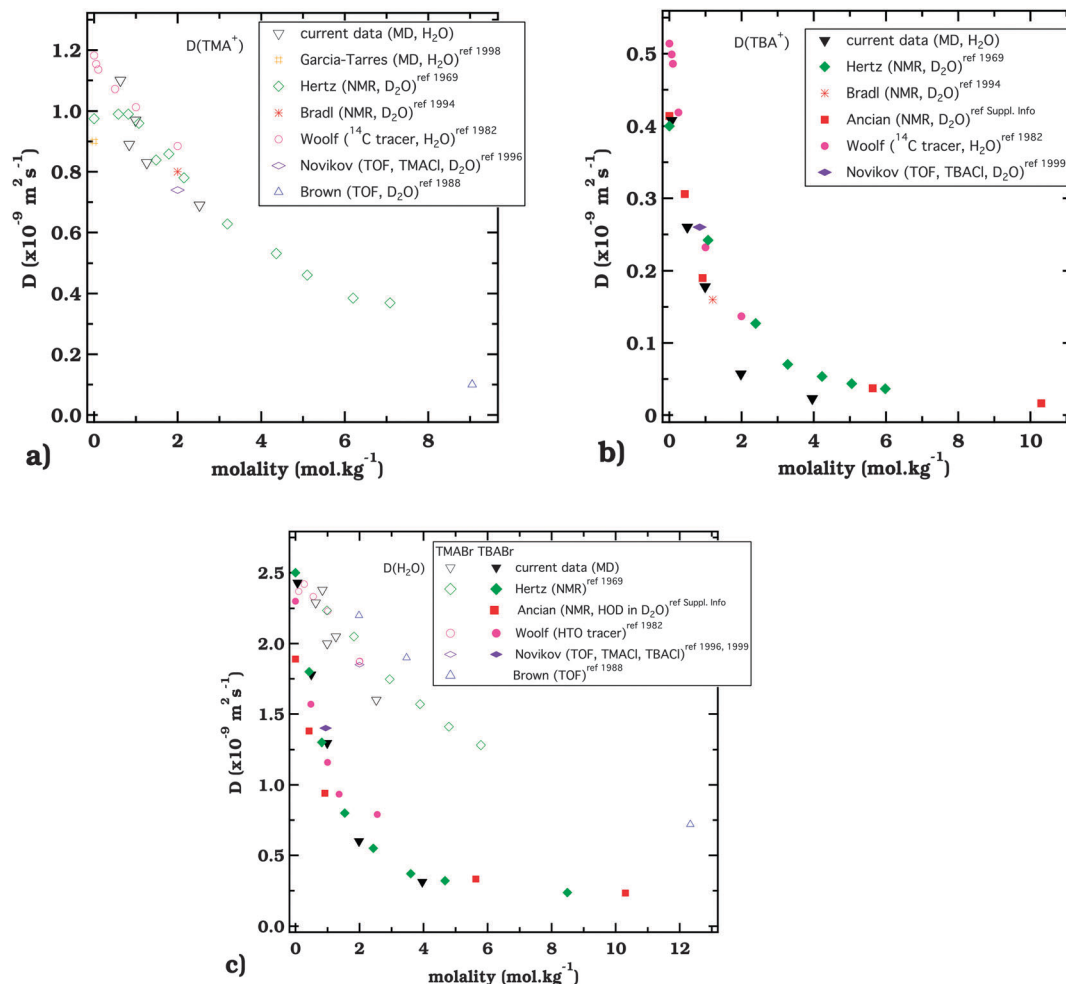 D(TMA+)
current data (MD, H2O)
Garcia-Tarres (MD, H2O)ref 1998
Hertz (NMR, D2O)ref 1969
Bradl (NMR, D2O)ref 1994
Woolf (14C tracer, H2O)ref 1982
Novikov (TOF, TMACl, D2O)ref 1996
Brown (TOF, D2O)ref 1988
D (x10-9 m2s-1)
1.2
1.0
0.8
0.6
0.4
0.2
0.0
0 2 4 6 8
molality (mol.kg-1)
a)
D(TBA+)
current data (MD, H2O)
Hertz (NMR, D2O)ref 1969
Bradl (NMR, D2O)ref 1994
Ancian (NMR, D2O)ref Suppl. Info
Woolf (14C tracer, H2O)ref 1982
Novikov (TOF, TBACl, D2O)ref 1999
D (x10-9 m2s-1)
0.5
0.4
0.3
0.2
0.1
0
0 2 4 6 8 10
molality (mol.kg-1)
b)
D(H2O)
TMABr TBABr
current data (MD)
Hertz (NMR)ref 1969
Ancian (NMR, HOD in D2O)ref Suppl. Info
Woolf (HTO tracer)ref 1982
Novikov (TOF, TMACl, TBACl)ref 1996, 1999
Brown (TOF)ref 1988
D (x10-9 m2s-1)
2.5
2.0
1.5
1.0
0.5
0.0
0 2 4 6 8 10 12
molality (mol.kg-1)
c)